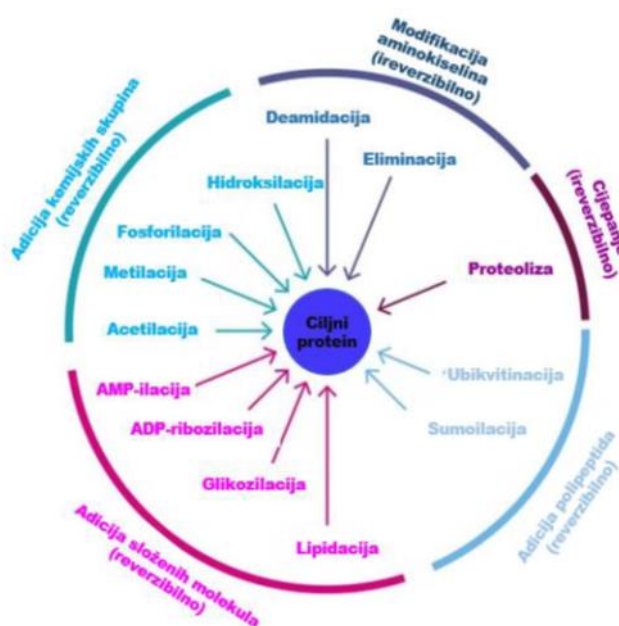 Modifikacija
aminokiselina
(ireverzibilno)
Adicija kemijskih skupina
(reverzibilno)
Cijepanje
(ireverzibilno)
Deamidacija
Eliminacija
Hidroksilacija
Fosforilacija
Metilacija
Acetilacija
Proteoliza
Ciljni
protein
AMP-ilacija
ADP-ribozilacija
Glikozilacija
Lipidacija
Ubikvitinacija
Sumoilacija
Adicija složenih molekula
(reverzibilno)
Adicija polipeptida
(reverzibilno)